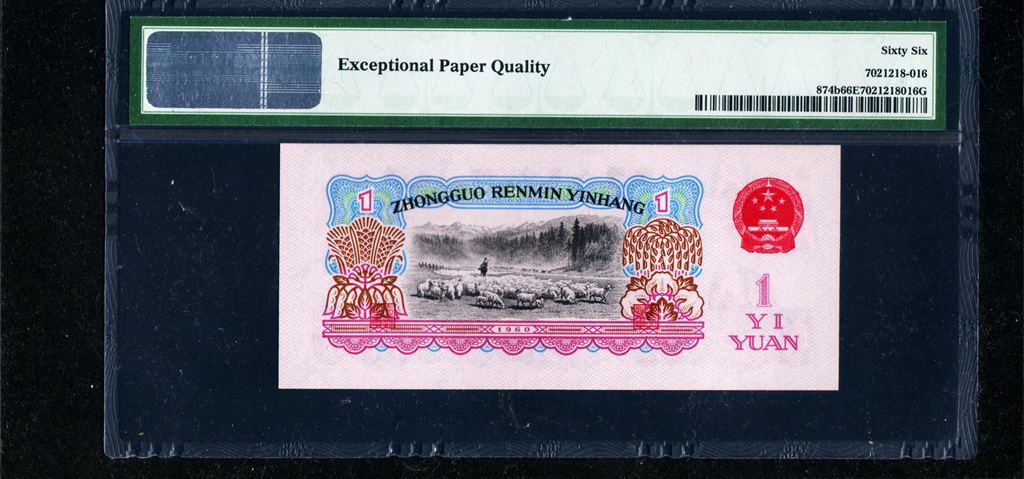 Exceptional Paper Quality
Sixty Six
7021218-016
874b66E7021218016G
1
ZHONGGUO RENMIN YINHANG
1
1960
1
YI
YUAN